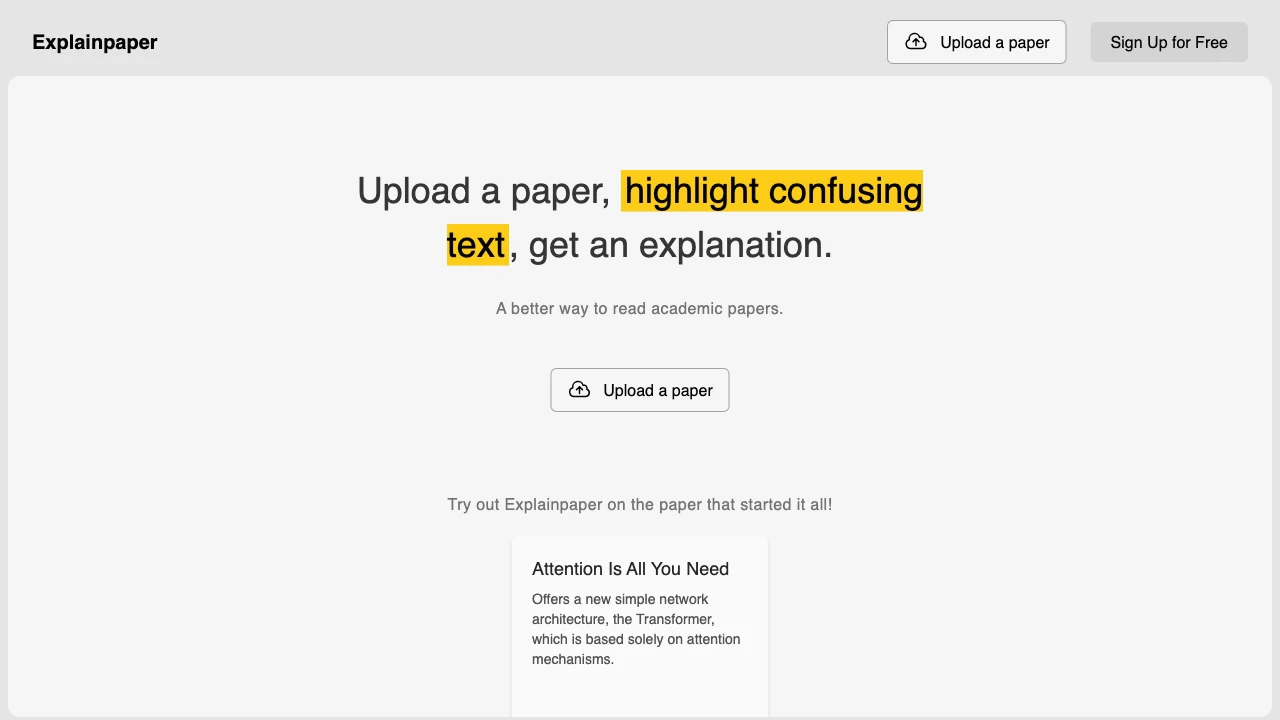 Explainpaper
Upload a paper
Sign Up for Free
Upload a paper, highlight confusing
text, get an explanation.
A better way to read academic papers.
Upload a paper
Try out Explainpaper on the paper that started it all!
Attention Is All You Need
Offers a new simple network
architecture, the Transformer,
which is based solely on attention
mechanisms.